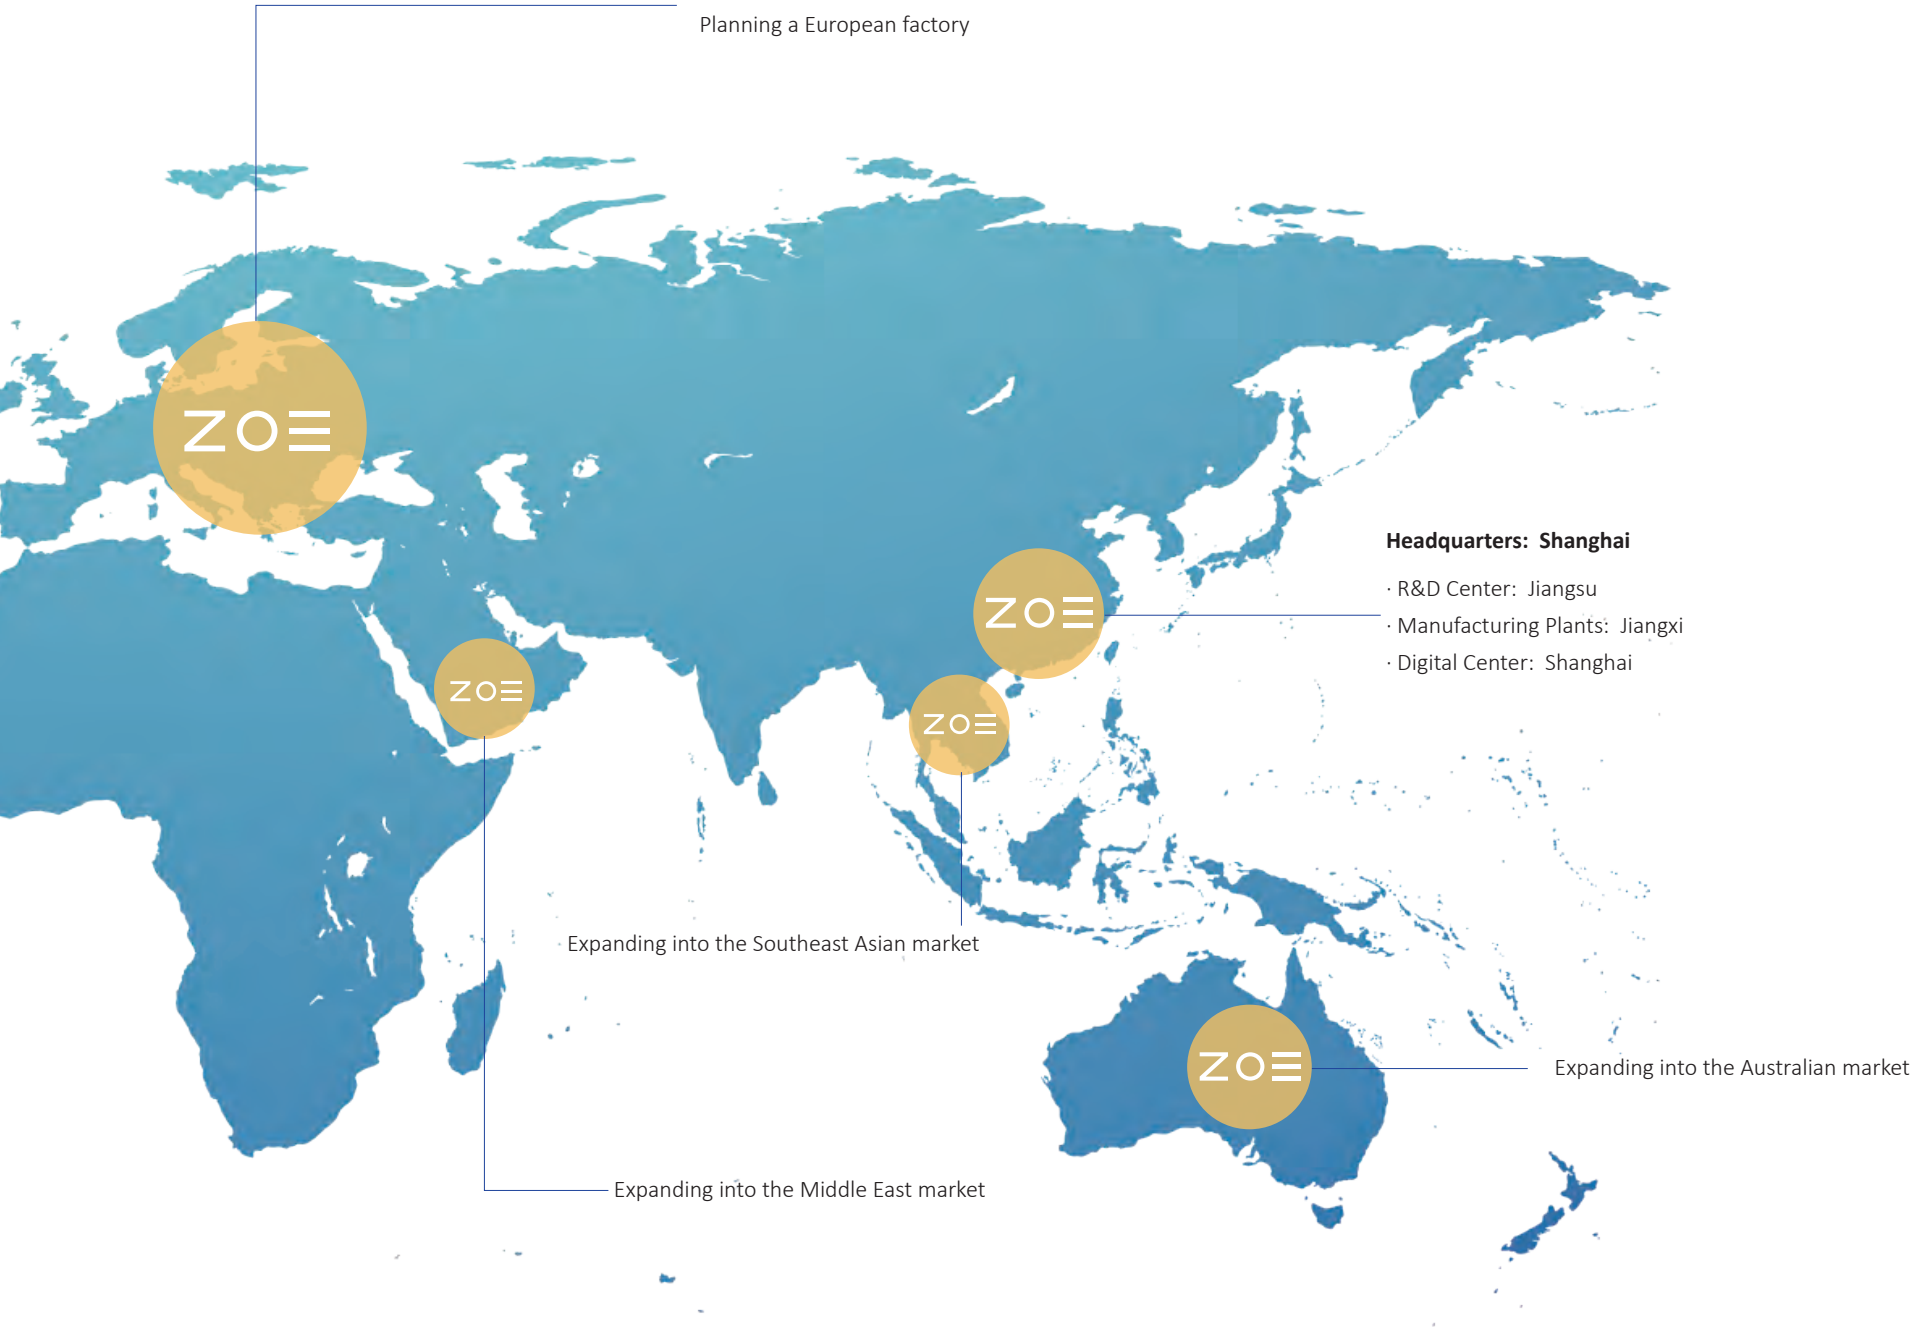 Planning a European factory
ZOE
Headquarters: Shanghai
· R&D Center: Jiangsu
· Manufacturing Plants: Jiangxi
· Digital Center: Shanghai
ZOE
ZOE
ZOE
Expanding into the Southeast Asian market
ZOE
Expanding into the Australian market
Expanding into the Middle East market